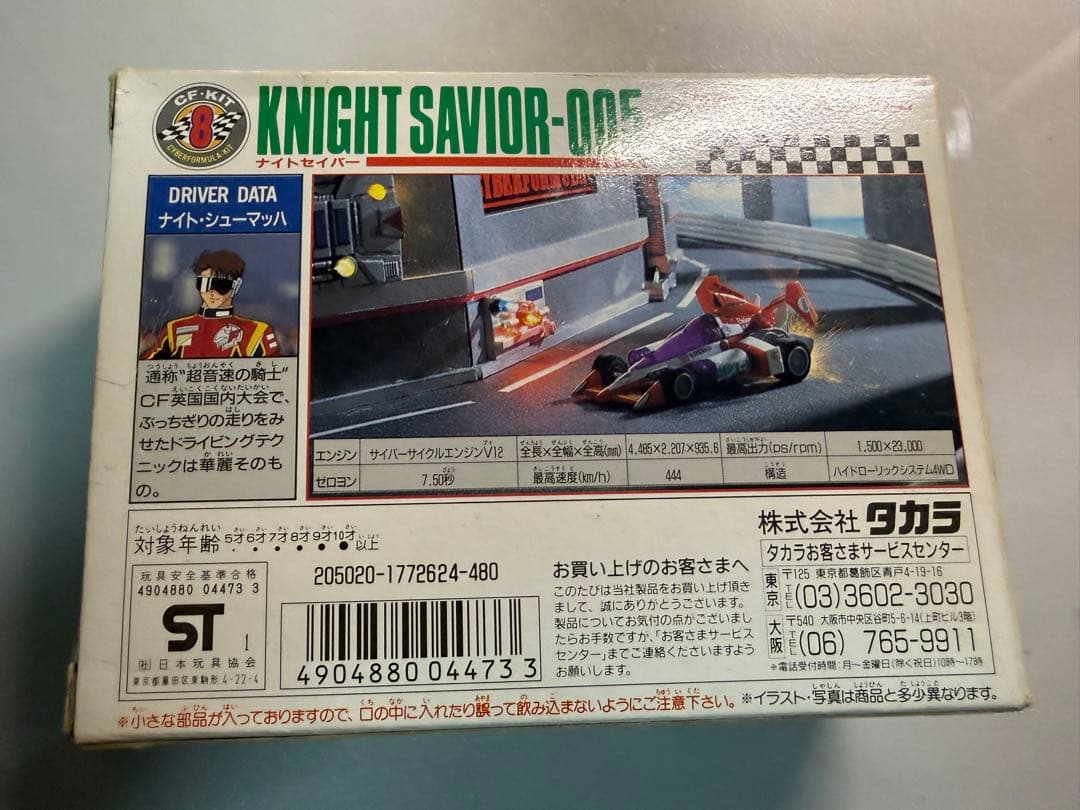 CF・KIT
8
CYBERFORMULA・KIT
KNIGHT SAVIOR-005
ナイトセイバー
DRIVER DATA
ナイト・シューマッハ
通称"超音速の騎士"
CF英国国内大会で、
ぶっちぎりの走りをみ
せたドライビングテク
ニックは華麗そのも
の。
エンジン サイバーサイクルエンジンV12 全長×全幅×全高(mm) 4,485×2,207×935.6 最高出力(ps/rpm) 1,500×23,000
ゼロヨン 7.50秒 最高速度(km/h) 444 構造 ハイドローリックシステム4WD
対象年齢 5才6才7才8才9才10才以上
玩具安全基準合格
4904880 04473 3
ST
1
(社)日本玩具協会
東京都墨田区東駒形4-22-4
205020-1772624-480
4904880044733
お買い上げのお客さまへ
このたびは当社製品をお買い上げ頂き
まして、誠にありがとうございます。
製品についてお気付の点がございまし
たらお手数ですが、「お客さまサービス
センター」までご連絡くださいますよう
お願いします。
株式会社 タカラ
タカラお客さまサービスセンター
東京 〒125 東京都葛飾区青戸4-19-16
TEL(03)3602-3030
大阪 〒540 大阪市中央区谷町5-6-14(上町ビル3階)
TEL(06) 765-9911
*電話受付時間:月〜金曜日(除く祝日)10時〜17時
※小さな部品が入っておりますので、口の中に入れたり誤って飲み込まないようにご注意下さい。
※イラスト・写真は商品と多少異なります。